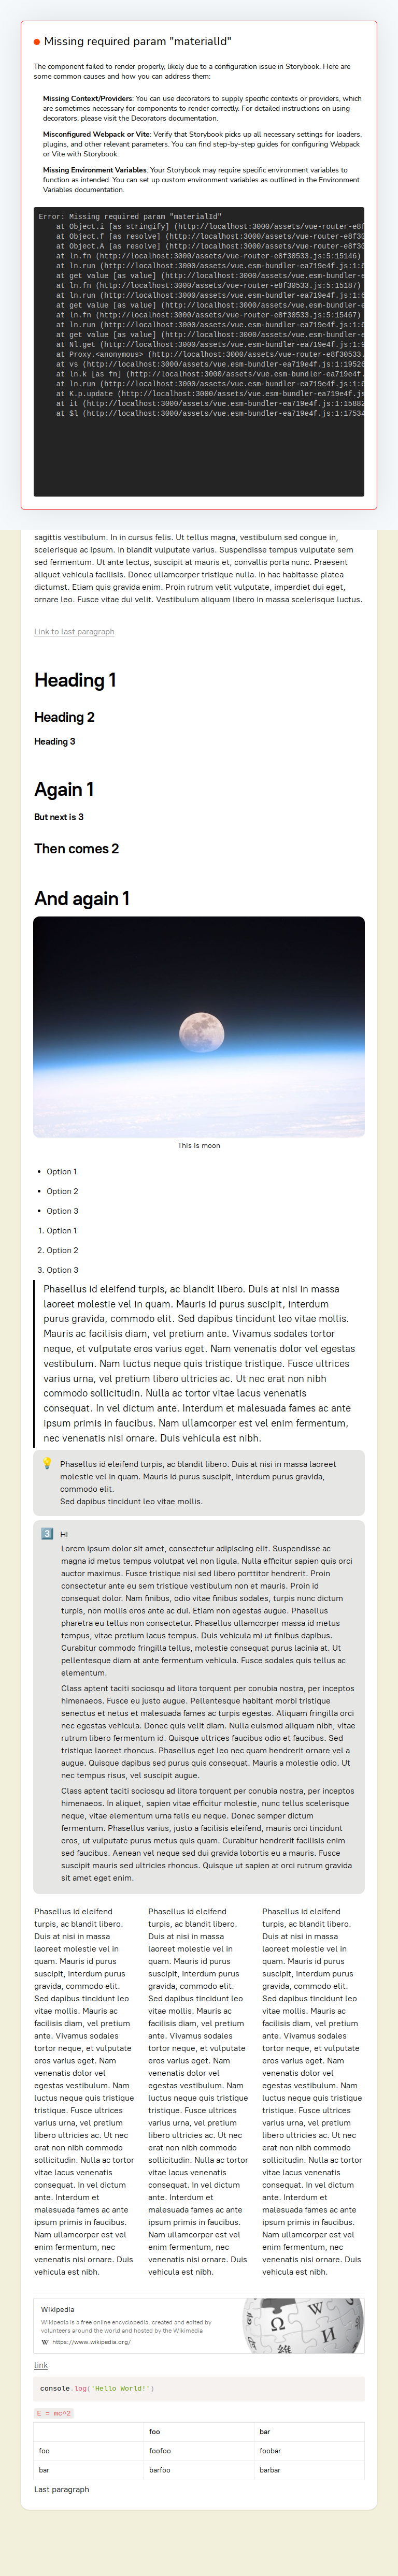 Missing required param "materialId"
The component failed to render properly, likely due to a configuration issue in Storybook. Here are
some common causes and how you can address them:
Missing Context/Providers: You can use decorators to supply specific contexts or providers, which
are sometimes necessary for components to render correctly. For detailed instructions on using
decorators, please visit the Decorators documentation.
Misconfigured Webpack or Vite: Verify that Storybook picks up all necessary settings for loaders,
plugins, and other relevant parameters. You can find step-by-step guides for configuring Webpack
or Vite with Storybook.
Missing Environment Variables: Your Storybook may require specific environment variables to
function as intended. You can set up custom environment variables as outlined in the Environment
Variables documentation.
Error: Missing required param "materialId"
at Object.i [as stringify] (http://localhost:3000/assets/vue-router-e8f
at Object.f [as resolve] (http://localhost:3000/assets/vue-router-e8f30
at Object.A [as resolve] (http://localhost:3000/assets/vue-router-e8f30
at ln.fn (http://localhost:3000/assets/vue-router-e8f30533.js:5:15146)
at ln.run (http://localhost:3000/assets/vue.esm-bundler-ea719e4f.js:1:6
at get value [as value] (http://localhost:3000/assets/vue.esm-bundler-e
at ln.fn (http://localhost:3000/assets/vue-router-e8f30533.js:5:15187)
at ln.run (http://localhost:3000/assets/vue.esm-bundler-ea719e4f.js:1:6
at get value [as value] (http://localhost:3000/assets/vue.esm-bundler-e
at ln.fn (http://localhost:3000/assets/vue-router-e8f30533.js:5:15467)
at ln.run (http://localhost:3000/assets/vue.esm-bundler-ea719e4f.js:1:6
at get value [as value] (http://localhost:3000/assets/vue.esm-bundler-e
at Nl.get (http://localhost:3000/assets/vue.esm-bundler-ea719e4f.js:1:9
at Proxy.<anonymous> (http://localhost:3000/assets/vue-router-e8f30533.
at vs (http://localhost:3000/assets/vue.esm-bundler-ea719e4f.js:1:19526
at ln.k [as fn] (http://localhost:3000/assets/vue.esm-bundler-ea719e4f.
at ln.run (http://localhost:3000/assets/vue.esm-bundler-ea719e4f.js:1:6
at K.p.update (http://localhost:3000/assets/vue.esm-bundler-ea719e4f.js
at it (http://localhost:3000/assets/vue.esm-bundler-ea719e4f.js:1:15882
at $l (http://localhost:3000/assets/vue.esm-bundler-ea719e4f.js:1:17534
sagittis vestibulum. In in cursus felis. Ut tellus magna, vestibulum sed congue in,
scelerisque ac ipsum. In blandit vulputate varius. Suspendisse tempus vulputate sem
sed fermentum. Ut ante lectus, suscipit at mauris et, convallis porta nunc. Praesent
aliquet vehicula facilisis. Donec ullamcorper tristique nulla. In hac habitasse platea
dictumst. Etiam quis gravida enim. Proin rutrum velit vulputate, imperdiet dui eget,
ornare leo. Fusce vitae dui velit. Vestibulum aliquam libero in massa scelerisque luctus.
Link to last paragraph
Heading 1
Heading 2
Heading 3
Again 1
But next is 3
Then comes 2
And again 1
This is moon
• Option 1
• Option 2
• Option 3
1. Option 1
2. Option 2
3. Option 3
Phasellus id eleifend turpis, ac blandit libero. Duis at nisi in massa
laoreet molestie vel in quam. Mauris id purus suscipit, interdum
purus gravida, commodo elit. Sed dapibus tincidunt leo vitae mollis.
Mauris ac facilisis diam, vel pretium ante. Vivamus sodales tortor
neque, et vulputate eros varius eget. Nam venenatis dolor vel egestas
vestibulum. Nam luctus neque quis tristique tristique. Fusce ultrices
varius urna, vel pretium libero ultricies ac. Ut nec erat non nibh
commodo sollicitudin. Nulla ac tortor vitae lacus venenatis
consequat. In vel dictum ante. Interdum et malesuada fames ac ante
ipsum primis in faucibus. Nam ullamcorper est vel enim fermentum,
nec venenatis nisi ornare. Duis vehicula est nibh.
Phasellus id eleifend turpis, ac blandit libero. Duis at nisi in massa laoreet
molestie vel in quam. Mauris id purus suscipit, interdum purus gravida,
commodo elit.
Sed dapibus tincidunt leo vitae mollis.
3 Hi
Lorem ipsum dolor sit amet, consectetur adipiscing elit. Suspendisse ac
magna id metus tempus volutpat vel non ligula. Nulla efficitur sapien quis orci
auctor maximus. Fusce tristique nisi sed libero porttitor hendrerit. Proin
consectetur ante eu sem tristique vestibulum non et mauris. Proin id
consequat dolor. Nam finibus, odio vitae finibus sodales, turpis nunc dictum
turpis, non mollis eros ante ac dui. Etiam non egestas augue. Phasellus
pharetra eu tellus non consectetur. Phasellus ullamcorper massa id metus
tempus, vitae pretium lacus tempus. Duis vehicula mi ut finibus dapibus.
Curabitur commodo fringilla tellus, molestie consequat purus lacinia at. Ut
pellentesque diam at ante fermentum vehicula. Fusce sodales quis tellus ac
elementum.
Class aptent taciti sociosqu ad litora torquent per conubia nostra, per inceptos
himenaeos. Fusce eu justo augue. Pellentesque habitant morbi tristique
senectus et netus et malesuada fames ac turpis egestas. Aliquam fringilla orci
nec egestas vehicula. Donec quis velit diam. Nulla euismod aliquam nibh, vitae
rutrum libero fermentum id. Quisque ultrices faucibus odio et faucibus. Sed
tristique laoreet rhoncus. Phasellus eget leo nec quam hendrerit ornare vel a
augue. Quisque dapibus sed purus quis consequat. Mauris a molestie odio. Ut
nec tempus risus, vel suscipit augue.
Class aptent taciti sociosqu ad litora torquent per conubia nostra, per inceptos
himenaeos. In aliquet, sapien vitae efficitur molestie, nunc tellus scelerisque
neque, vitae elementum urna felis eu neque. Donec semper dictum
fermentum. Phasellus varius, justo a facilisis eleifend, mauris orci tincidunt
eros, ut vulputate purus metus quis quam. Curabitur hendrerit facilisis enim
sed faucibus. Aenean vel neque sed dui gravida lobortis eu a mauris. Fusce
suscipit mauris sed ultricies rhoncus. Quisque ut sapien at orci rutrum gravida
sit amet eget enim.
Phasellus id eleifend
turpis, ac blandit libero.
Duis at nisi in massa
laoreet molestie vel in
quam. Mauris id purus
suscipit, interdum purus
gravida, commodo elit.
Sed dapibus tincidunt leo
vitae mollis. Mauris ac
facilisis diam, vel pretium
ante. Vivamus sodales
tortor neque, et vulputate
eros varius eget. Nam
venenatis dolor vel
egestas vestibulum. Nam
luctus neque quis tristique
tristique. Fusce ultrices
varius urna, vel pretium
libero ultricies ac. Ut nec
erat non nibh commodo
sollicitudin. Nulla ac tortor
vitae lacus venenatis
consequat. In vel dictum
ante. Interdum et
malesuada fames ac ante
ipsum primis in faucibus.
Nam ullamcorper est vel
enim fermentum, nec
venenatis nisi ornare. Duis
vehicula est nibh.
Phasellus id eleifend
turpis, ac blandit libero.
Duis at nisi in massa
laoreet molestie vel in
quam. Mauris id purus
suscipit, interdum purus
gravida, commodo elit.
Sed dapibus tincidunt leo
vitae mollis. Mauris ac
facilisis diam, vel pretium
ante. Vivamus sodales
tortor neque, et vulputate
eros varius eget. Nam
venenatis dolor vel
egestas vestibulum. Nam
luctus neque quis tristique
tristique. Fusce ultrices
varius urna, vel pretium
libero ultricies ac. Ut nec
erat non nibh commodo
sollicitudin. Nulla ac tortor
vitae lacus venenatis
consequat. In vel dictum
ante. Interdum et
malesuada fames ac ante
ipsum primis in faucibus.
Nam ullamcorper est vel
enim fermentum, nec
venenatis nisi ornare. Duis
vehicula est nibh.
Phasellus id eleifend
turpis, ac blandit libero.
Duis at nisi in massa
laoreet molestie vel in
quam. Mauris id purus
suscipit, interdum purus
gravida, commodo elit.
Sed dapibus tincidunt leo
vitae mollis. Mauris ac
facilisis diam, vel pretium
ante. Vivamus sodales
tortor neque, et vulputate
eros varius eget. Nam
venenatis dolor vel
egestas vestibulum. Nam
luctus neque quis tristique
tristique. Fusce ultrices
varius urna, vel pretium
libero ultricies ac. Ut nec
erat non nibh commodo
sollicitudin. Nulla ac tortor
vitae lacus venenatis
consequat. In vel dictum
ante. Interdum et
malesuada fames ac ante
ipsum primis in faucibus.
Nam ullamcorper est vel
enim fermentum, nec
venenatis nisi ornare. Duis
vehicula est nibh.
Wikipedia
Wikipedia is a free online encyclopedia, created and edited by
volunteers around the world and hosted by the Wikimedia
W https://www.wikipedia.org/
Ω W И 維
link
console.log('Hello World!')
E = mc^2
foo bar
foo foofoo foobar
bar barfoo barbar
Last paragraph